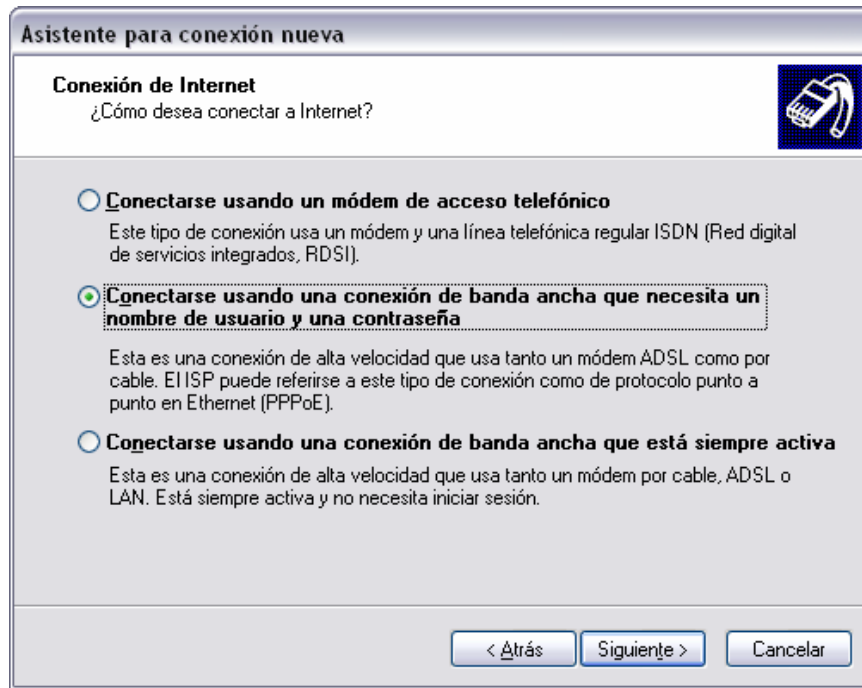 Asistente para conexión nueva
Conexión de Internet
¿Cómo desea conectar a Internet?
Conectarse usando un módem de acceso telefónico
Este tipo de conexión usa un módem y una línea telefónica regular ISDN (Red digital
de servicios integrados, RDSI).
Conectarse usando una conexión de banda ancha que necesita un
nombre de usuario y una contraseña
Esta es una conexión de alta velocidad que usa tanto un módem ADSL como por
cable. El ISP puede referirse a este tipo de conexión como de protocolo punto a
punto en Ethernet (PPPoE).
Conectarse usando una conexión de banda ancha que está siempre activa
Esta es una conexión de alta velocidad que usa tanto un módem por cable, ADSL o
LAN. Está siempre activa y no necesita iniciar sesión.
< Atrás Siguiente > Cancelar